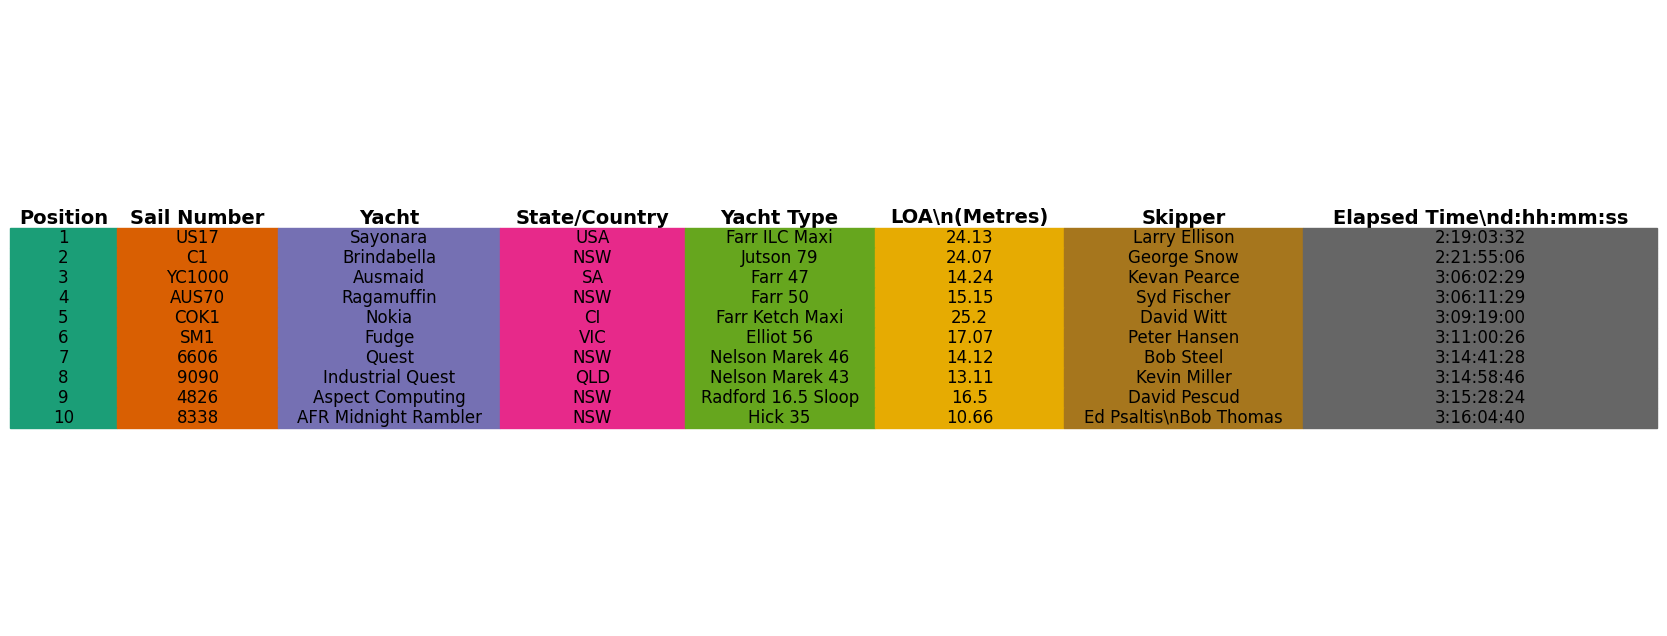 Position Sail Number Yacht State/Country Yacht Type LOA\n(Metres) Skipper Elapsed Time\nd:hh:mm:ss
1 US17 Sayonara USA Farr ILC Maxi 24.13 Larry Ellison 2:19:03:32
2 C1 Brindabella NSW Jutson 79 24.07 George Snow 2:21:55:06
3 YC1000 Ausmaid SA Farr 47 14.24 Kevan Pearce 3:06:02:29
4 AUS70 Ragamuffin NSW Farr 50 15.15 Syd Fischer 3:06:11:29
5 COK1 Nokia CI Farr Ketch Maxi 25.2 David Witt 3:09:19:00
6 SM1 Fudge VIC Elliot 56 17.07 Peter Hansen 3:11:00:26
7 6606 Quest NSW Nelson Marek 46 14.12 Bob Steel 3:14:41:28
8 9090 Industrial Quest QLD Nelson Marek 43 13.11 Kevin Miller 3:14:58:46
9 4826 Aspect Computing NSW Radford 16.5 Sloop 16.5 David Pescud 3:15:28:24
10 8338 AFR Midnight Rambler NSW Hick 35 10.66 Ed Psaltis\nBob Thomas 3:16:04:40